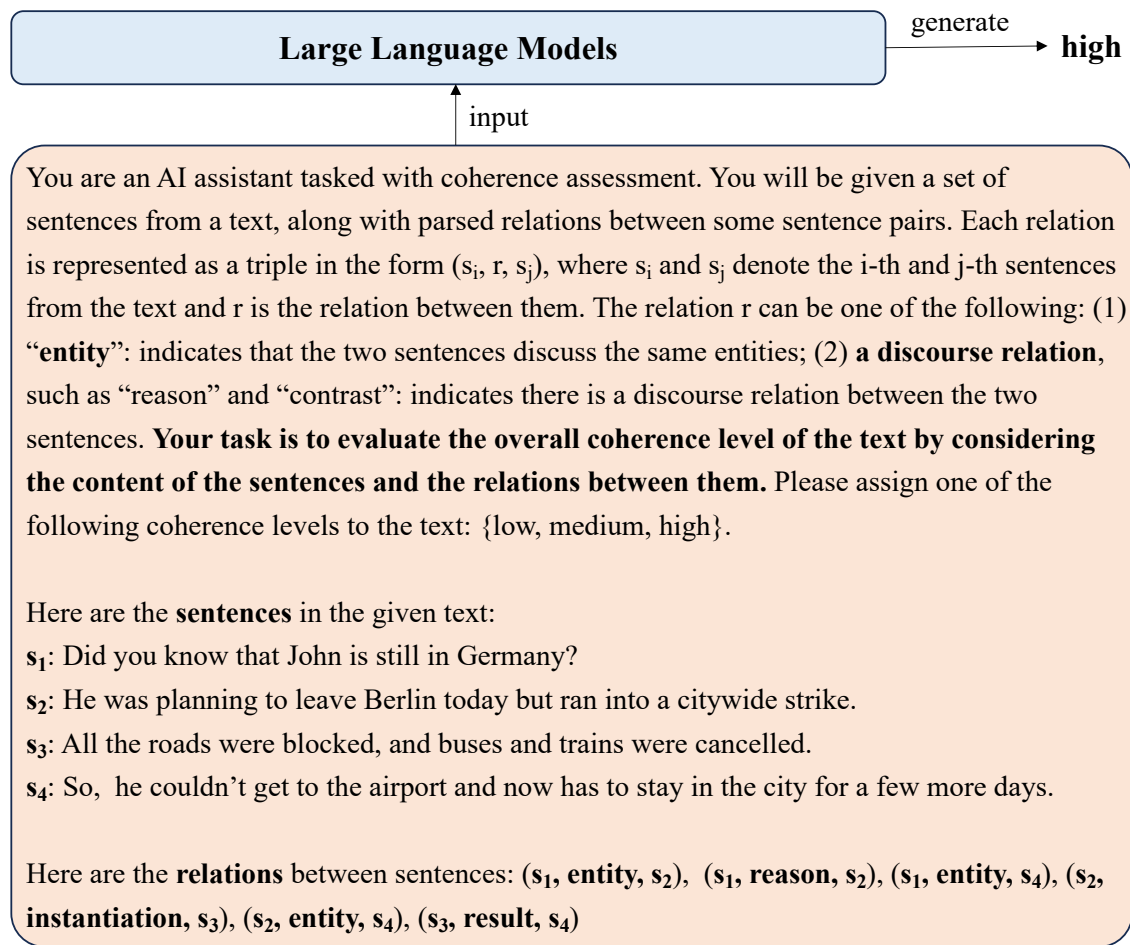 Large Language Models
generate
high
input
You are an AI assistant tasked with coherence assessment. You will be given a set of
sentences from a text, along with parsed relations between some sentence pairs. Each relation
is represented as a triple in the form (sᵢ, r, sⱼ), where sᵢ and sⱼ denote the i-th and j-th sentences
from the text and r is the relation between them. The relation r can be one of the following: (1)
“entity”: indicates that the two sentences discuss the same entities; (2) a discourse relation,
such as “reason” and “contrast”: indicates there is a discourse relation between the two
sentences. Your task is to evaluate the overall coherence level of the text by considering
the content of the sentences and the relations between them. Please assign one of the
following coherence levels to the text: {low, medium, high}.
Here are the sentences in the given text:
s₁: Did you know that John is still in Germany?
s₂: He was planning to leave Berlin today but ran into a citywide strike.
s₃: All the roads were blocked, and buses and trains were cancelled.
s₄: So, he couldn’t get to the airport and now has to stay in the city for a few more days.
Here are the relations between sentences: (s₁, entity, s₂), (s₁, reason, s₂), (s₁, entity, s₄), (s₂,
instantiation, s₃), (s₂, entity, s₄), (s₃, result, s₄)